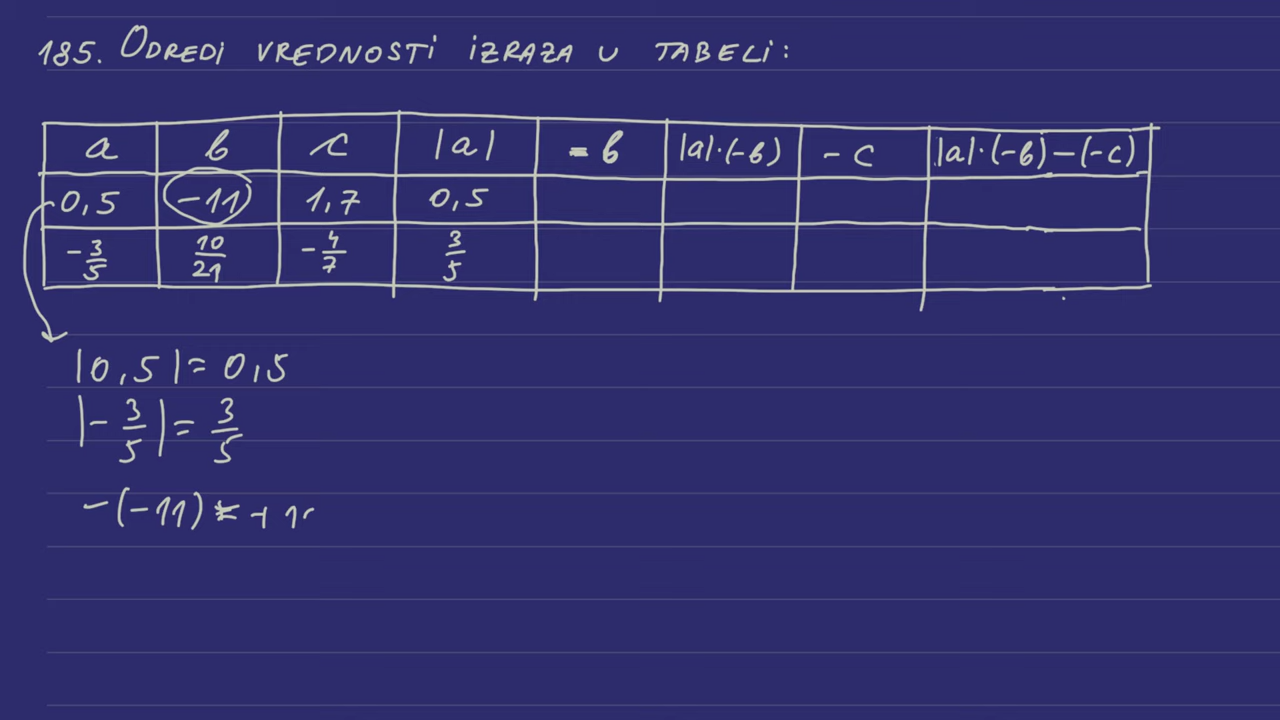 185. ODREDI VREDNOSTI IZRAZA U TABELI:
a b c |a| -b |a|·(-b) -c |a|·(-b)-(-c)
0,5 -11 1,7 0,5
-3/5 10/21 -4/7 3/5
|0,5|=0,5
|-3/5|=3/5
-(-11)=+1